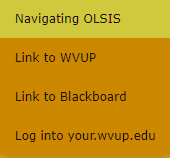 Navigating OLSIS
Link to WVUP
Link to Blackboard
Log into your.wvup.edu